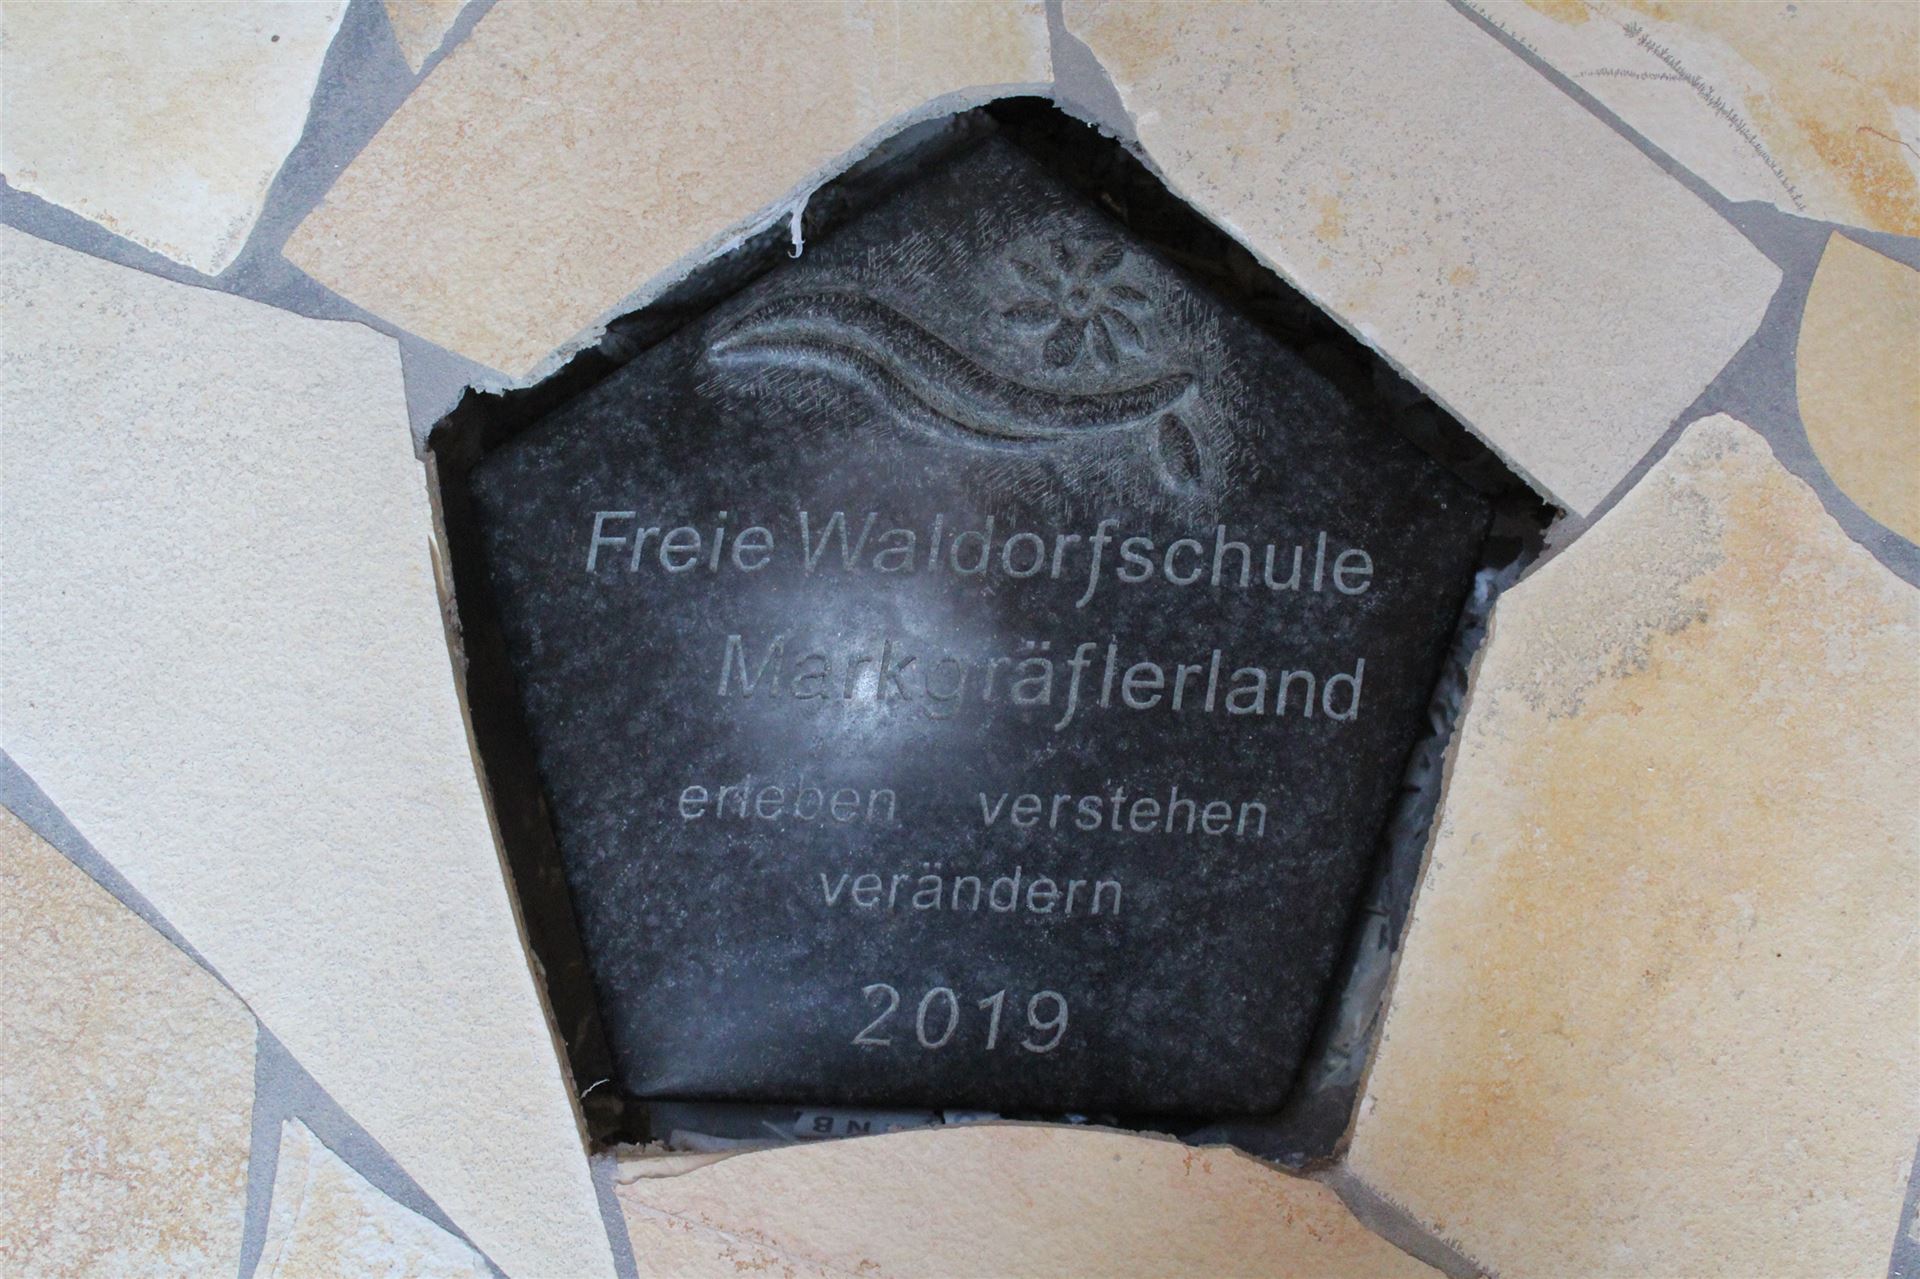 Freie Waldorfschule
Markgräflerland
erleben verstehen
verändern
2019